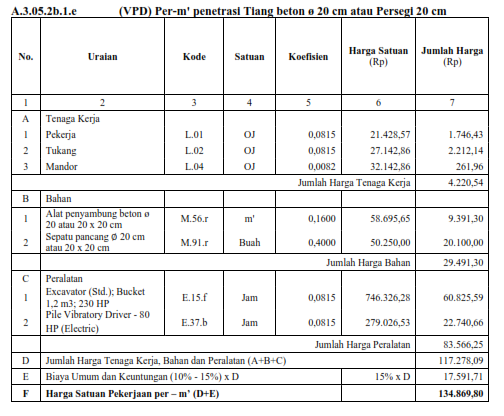 A.3.05.2b.1.e (VPD) Per-m' penetrasi Tiang beton ø 20 cm atau Persegi 20 cm
No. Uraian Kode Satuan Koefisien Harga Satuan (Rp) Jumlah Harga (Rp)
1 2 3 4 5 6 7
A Tenaga Kerja
1 Pekerja L.01 OJ 0,0815 21.428,57 1.746,43
2 Tukang L.02 OJ 0,0815 27.142,86 2.212,14
3 Mandor L.04 OJ 0,0082 32.142,86 261,96
Jumlah Harga Tenaga Kerja 4.220,54
B Bahan
1 Alat penyambung beton ø 20 atau 20 x 20 cm M.56.r m' 0,1600 58.695,65 9.391,30
2 Sepatu pancang Ø 20 cm atau 20 x 20 cm M.91.r Buah 0,4000 50.250,00 20.100,00
Jumlah Harga Bahan 29.491,30
C Peralatan
1 Excavator (Std.); Bucket 1,2 m3; 230 HP E.15.f Jam 0,0815 746.326,28 60.825,59
2 Pile Vibratory Driver - 80 HP (Electric) E.37.b Jam 0,0815 279.026,53 22.740,66
Jumlah Harga Peralatan 83.566,25
D Jumlah Harga Tenaga Kerja, Bahan dan Peralatan (A+B+C) 117.278,09
E Biaya Umum dan Keuntungan (10% - 15%) x D 15% x D 17.591,71
F Harga Satuan Pekerjaan per – m' (D+E) 134.869,80